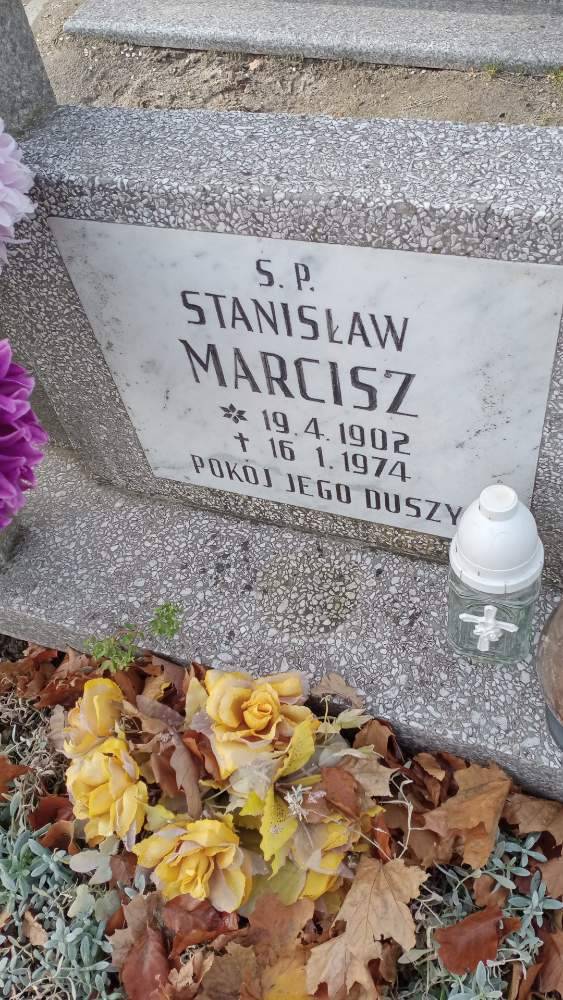 S. P.
STANISŁAW
MARCISZ
* 19.4.1902
† 16 1.1974
POKÓJ JEGO DUSZY